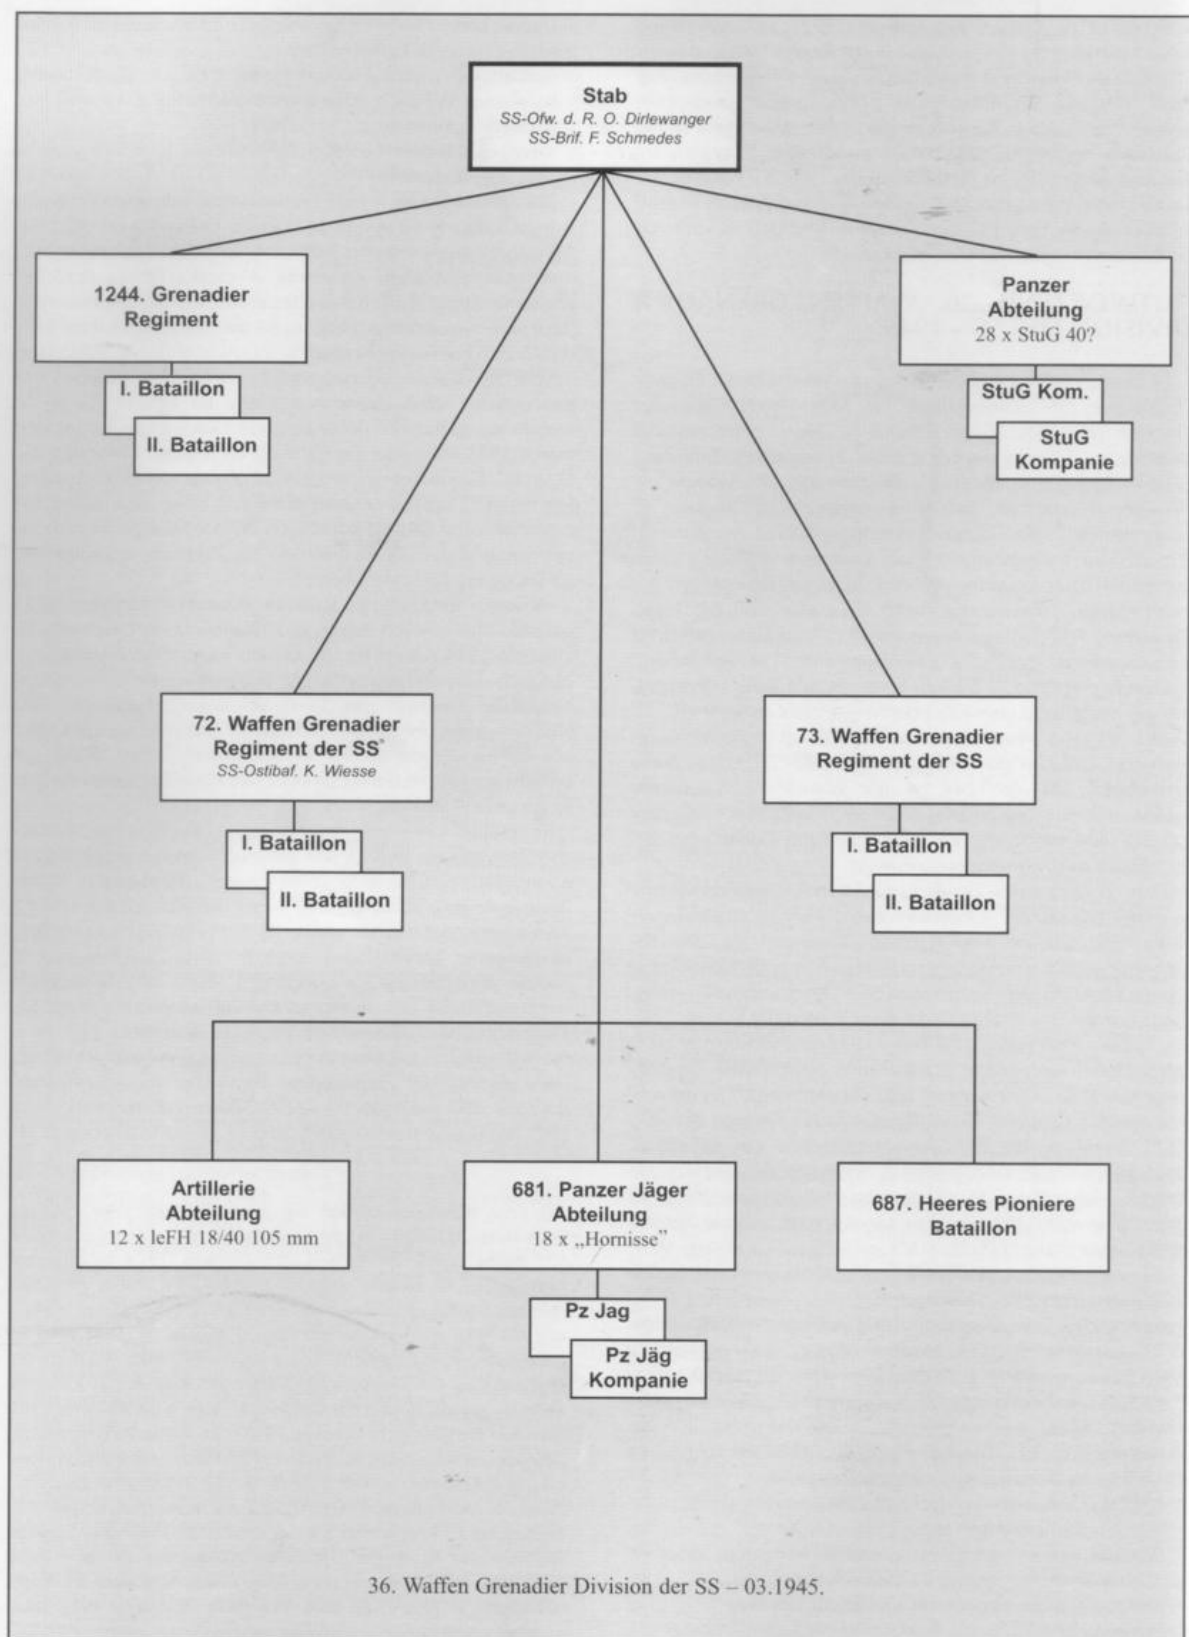 Stab
SS-Ofw. d. R. O. Dirlewanger
SS-Brif. F. Schmedes
1244. Grenadier
Regiment
I. Bataillon
II. Bataillon
Panzer
Abteilung
28 x StuG 40?
StuG Kom.
StuG
Kompanie
72. Waffen Grenadier
Regiment der SS
SS-Ostibaf. K. Wiesse
I. Bataillon
II. Bataillon
73. Waffen Grenadier
Regiment der SS
I. Bataillon
II. Bataillon
Artillerie
Abteilung
12 x leFH 18/40 105 mm
681. Panzer Jäger
Abteilung
18 x „Hornisse”
Pz Jag
Pz Jäg
Kompanie
687. Heeres Pioniere
Bataillon
36. Waffen Grenadier Division der SS – 03.1945.